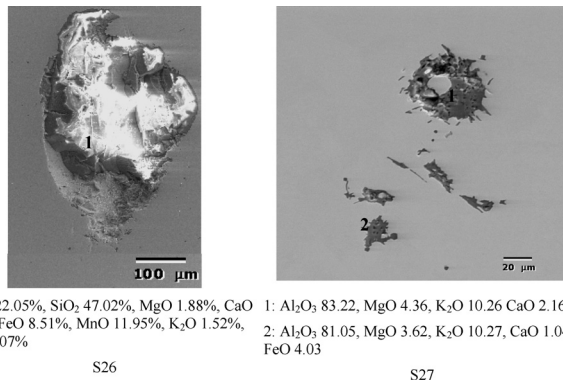 1
100 µm
1
2
20 µm
22.05%, SiO₂ 47.02%, MgO 1.88%, CaO
FeO 8.51%, MnO 11.95%, K₂O 1.52%,
07%
S26
1: Al₂O₃ 83.22, MgO 4.36, K₂O 10.26 CaO 2.16
2: Al₂O₃ 81.05, MgO 3.62, K₂O 10.27, CaO 1.04
FeO 4.03
S27